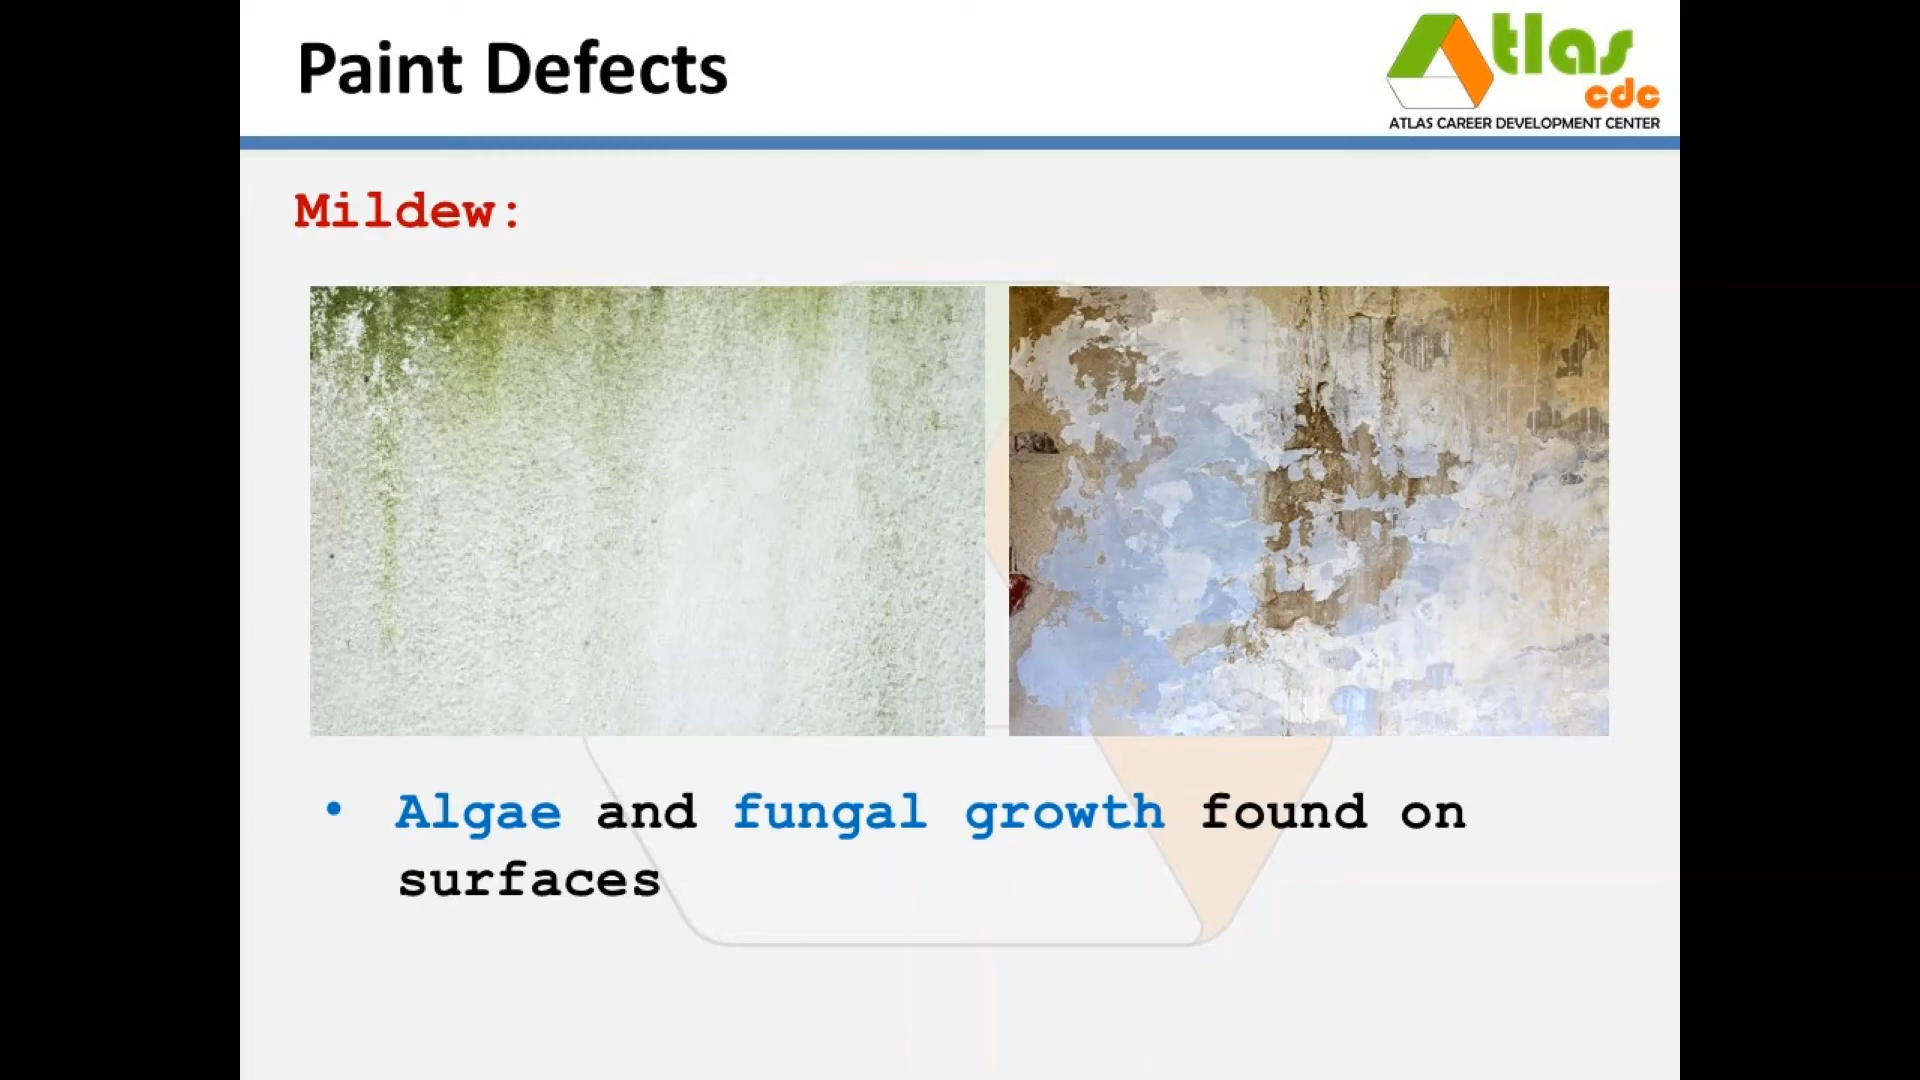 Paint Defects
Atlas
cdc
ATLAS CAREER DEVELOPMENT CENTER
Mildew:
• Algae and fungal growth found on
surfaces